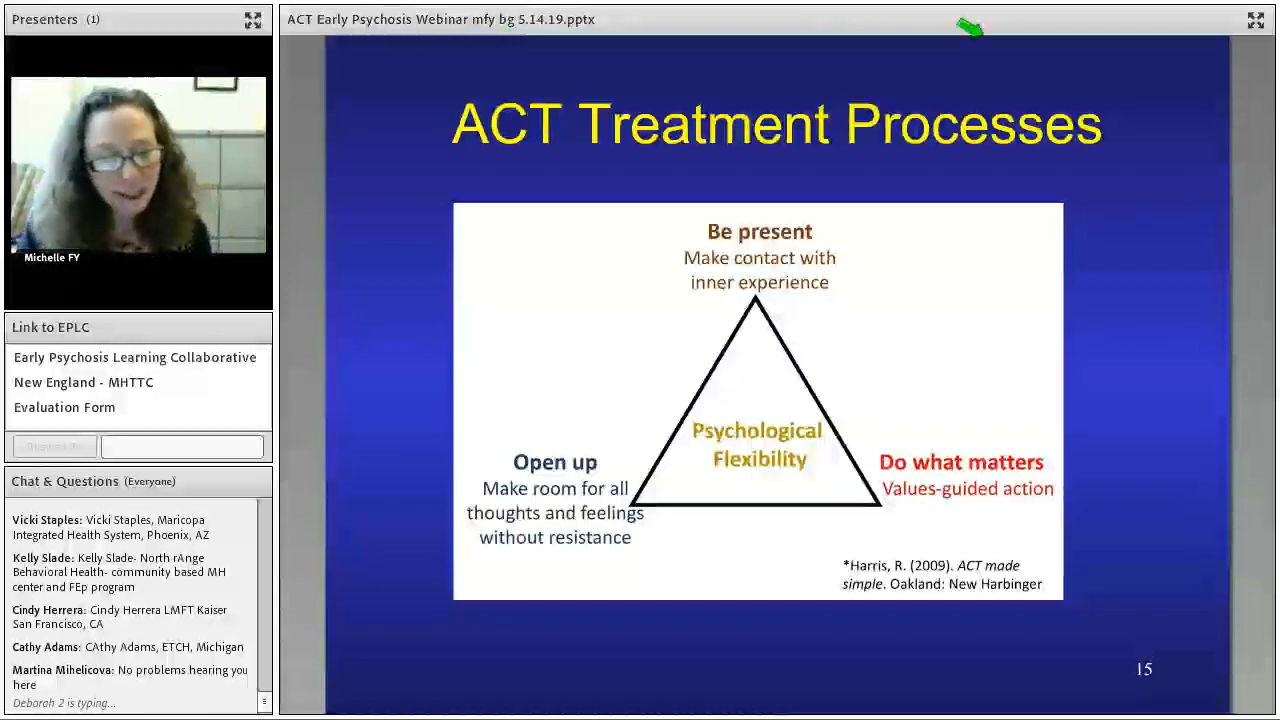 Presenters (1)
Michelle FY
Link to EPLC
Early Psychosis Learning Collaborative
New England - MHTTC
Evaluation Form
Chat & Questions (Everyone)
Vicki Staples: Vicki Staples, Maricopa
Integrated Health System, Phoenix, AZ
Kelly Slade: Kelly Slade- North rAnge
Behavioral Health- community based MH
center and FEp program
Cindy Herrera: Cindy Herrera LMFT Kaiser
San Francisco, CA
Cathy Adams: CAthy Adams, ETCH, Michigan
Martina Mihelicova: No problems hearing you
here
Deborah 2 is typing...
ACT Early Psychosis Webinar mfy bg 5.14.19.pptx
ACT Treatment Processes
Be present
Make contact with
inner experience
Psychological
Flexibility
Open up
Make room for all
thoughts and feelings
without resistance
Do what matters
Values-guided action
*Harris, R. (2009). ACT made
simple. Oakland: New Harbinger
15